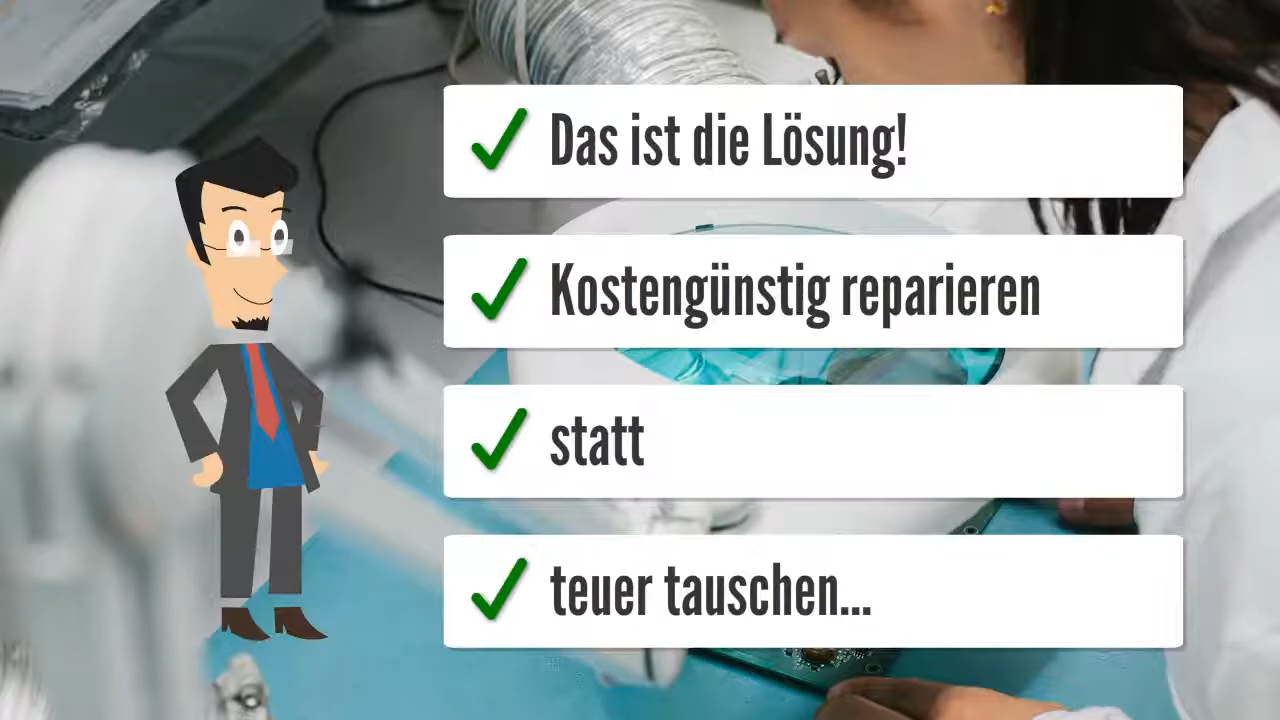 Das ist die Lösung!
Kostengünstig reparieren
statt
teuer tauschen...